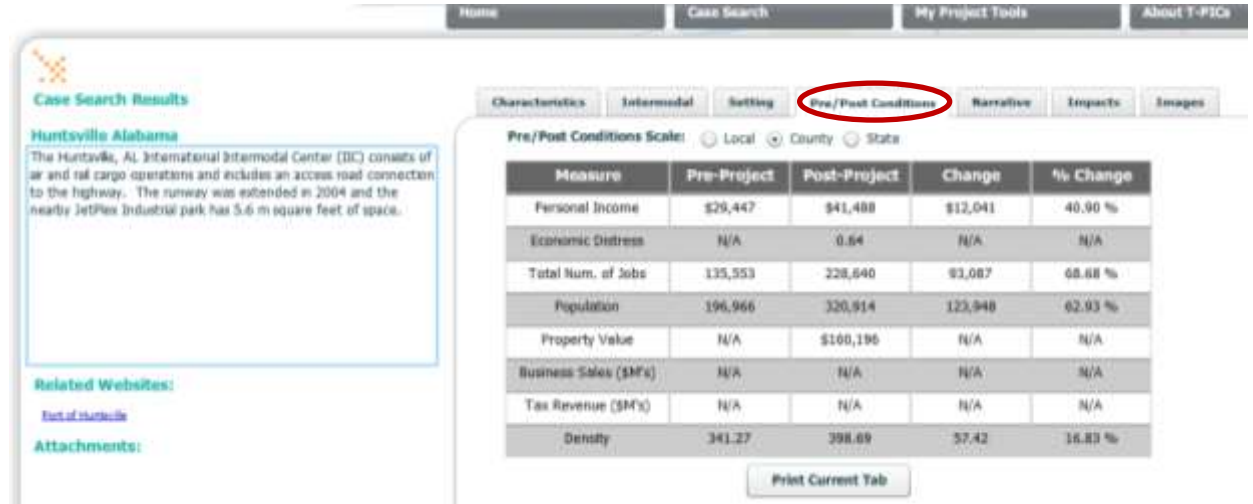 Home Case Search My Project Tools About T-PICs
Case Search Results
Characteristics Intermodal Setting Pre/Post Conditions Narrative Impacts Images
Huntsville Alabama
The Huntsville, AL International Intermodal Center (IIC) consists of
air and rail cargo operations and includes an access road connection
to the highway. The runway was extended in 2004 and the
nearby JetPlex Industrial park has 5.6 m square feet of space.
Related Websites:
Port of Huntsville
Attachments:
Pre/Post Conditions Scale: Local County State
Measure Pre-Project Post-Project Change % Change
Personal Income $29,447 $41,488 $12,041 40.90 %
Economic Distress N/A 0.64 N/A N/A
Total Num. of Jobs 135,553 228,640 93,087 68.68 %
Population 196,966 320,914 123,948 62.93 %
Property Value N/A $160,196 N/A N/A
Business Sales ($M's) N/A N/A N/A N/A
Tax Revenue ($M's) N/A N/A N/A N/A
Density 341.27 398.69 57.42 16.83 %
Print Current Tab